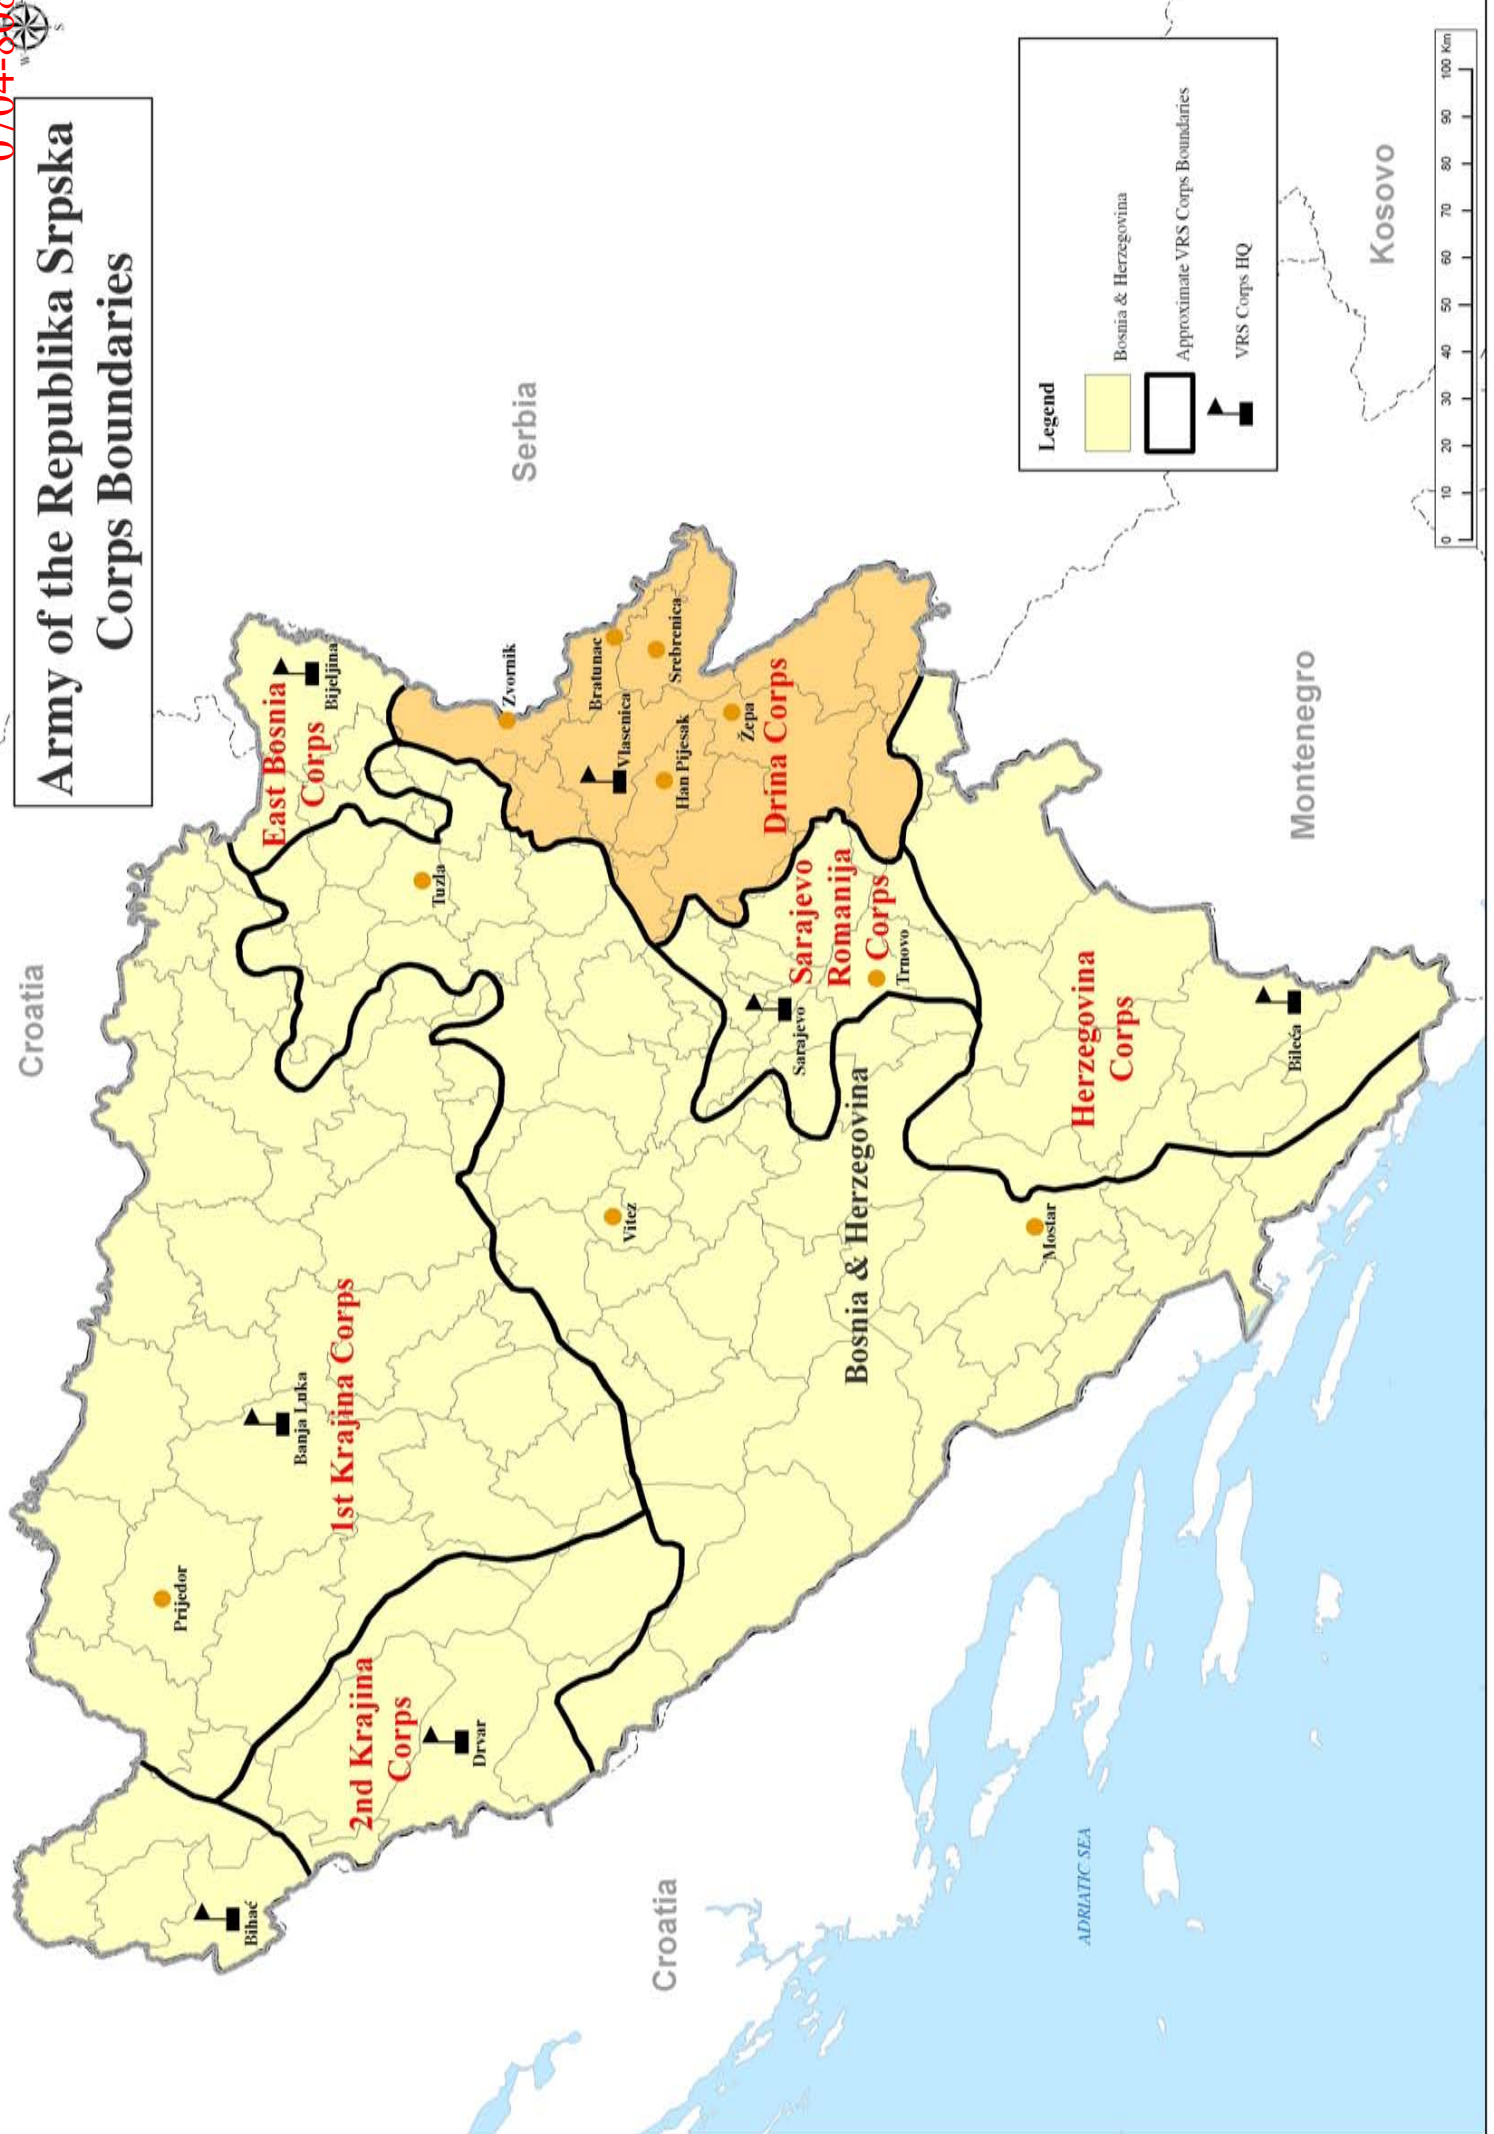 Army of the Republika Srpska
Corps Boundaries
W
S
Croatia
Serbia
Croatia
Montenegro
Kosovo
Bihać
Prijedor
Banja Luka
1st Krajina Corps
2nd Krajina
Corps
Drvar
East Bosnia
Corps
Bijeljina
Tuzla
Zvornik
Bratunac
Vlasenica
Srebrenica
Han Pijesak
Žepa
Drina Corps
Vitez
Sarajevo
Sarajevo
Romanija
Corps
Trnovo
Bosnia & Herzegovina
Mostar
Herzegovina
Corps
Bileća
ADRIATIC SEA
Legend
Bosnia & Herzegovina
Approximate VRS Corps Boundaries
VRS Corps HQ
0 10 20 30 40 50 60 70 80 90 100 Km